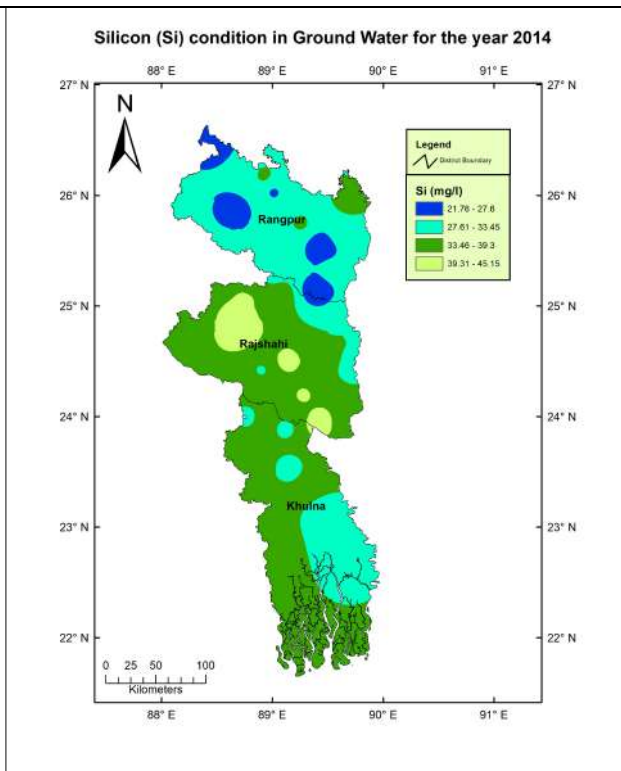 Silicon (Si) condition in Ground Water for the year 2014
88° E 89° E 90° E 91° E
27° N 27° N
N
Legend
District Boundary
26° N 26° N
Si (mg/l)
21.76 - 27.6
27.61 - 33.45
33.46 - 39.3
39.31 - 45.15
Rangpur
25° N 25° N
Rajshahi
24° N 24° N
Khulna
23° N 23° N
22° N 22° N
0 25 50 100
Kilometers
88° E 89° E 90° E 91° E